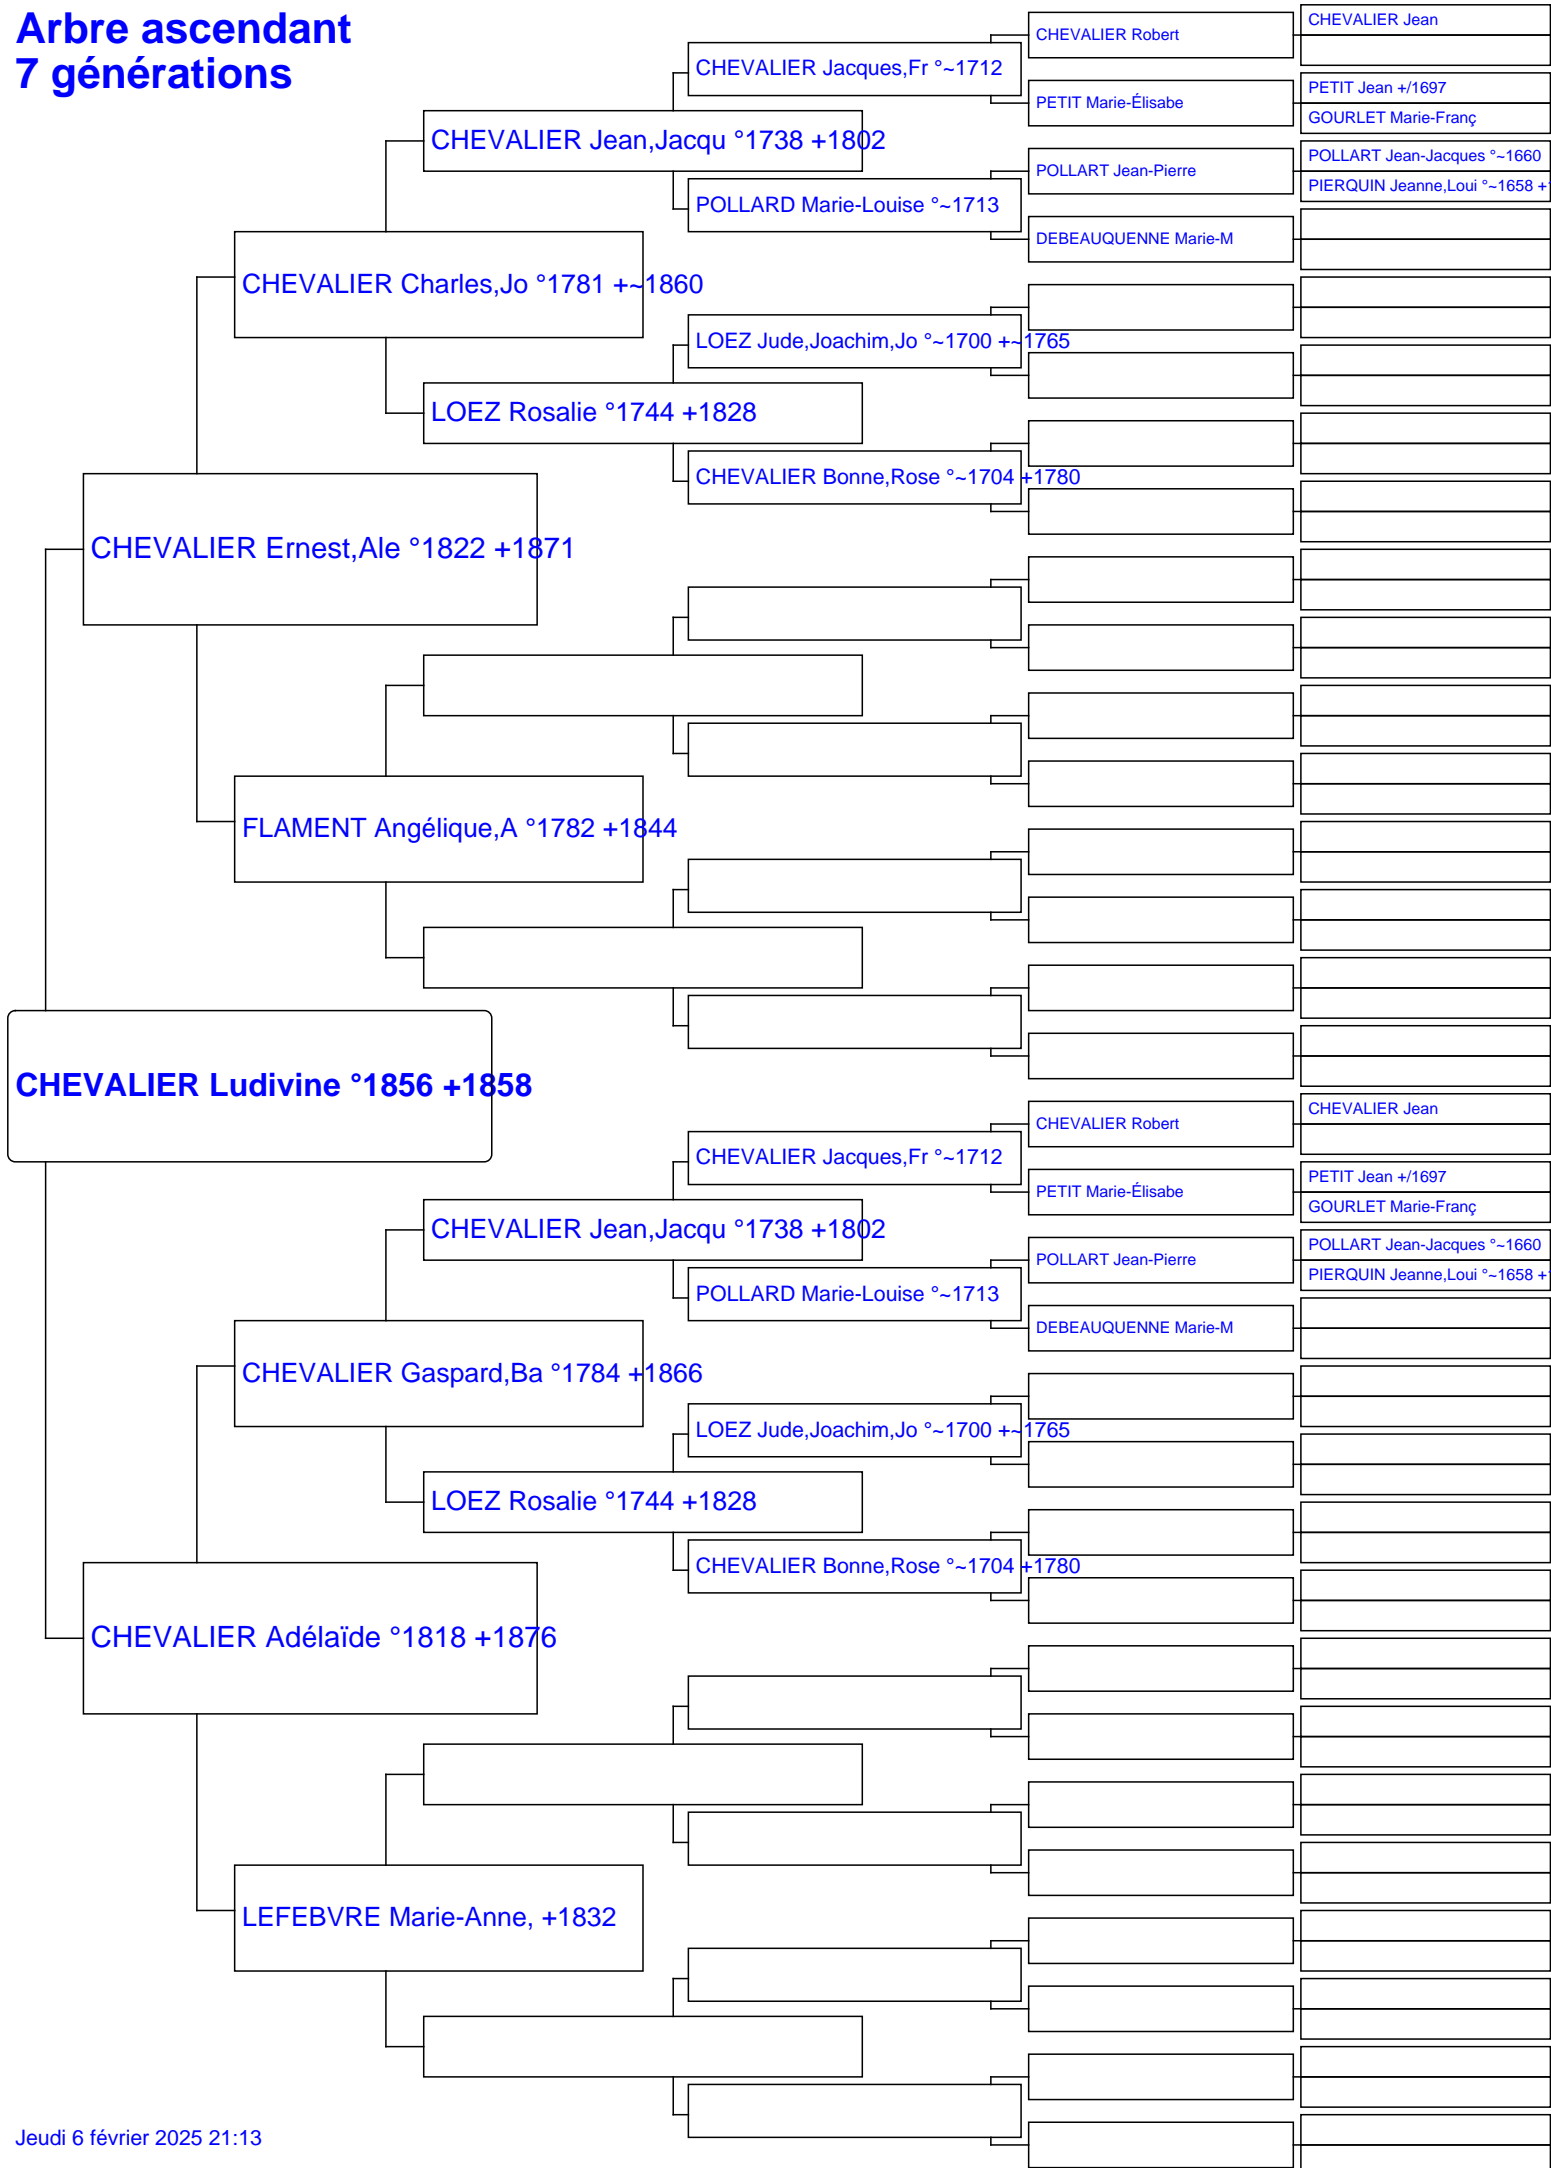 Arbre ascendant
7 générations
CHEVALIER Jean
CHEVALIER Robert
CHEVALIER Jacques,Fr °~1712
PETIT Jean +/1697
PETIT Marie-Élisabe
GOURLET Marie-Franç
CHEVALIER Jean,Jacqu °1738 +1802
POLLART Jean-Jacques °~1660
POLLART Jean-Pierre
PIERQUIN Jeanne,Loui °~1658 +
POLLARD Marie-Louise °~1713
DEBEAUQUENNE Marie-M
CHEVALIER Charles,Jo °1781 +~1860
LOEZ Jude,Joachim,Jo °~1700 +~1765
LOEZ Rosalie °1744 +1828
CHEVALIER Bonne,Rose °~1704 +1780
CHEVALIER Ernest,Ale °1822 +1871
FLAMENT Angélique,A °1782 +1844
CHEVALIER Ludivine °1856 +1858
CHEVALIER Jean
CHEVALIER Robert
CHEVALIER Jacques,Fr °~1712
PETIT Jean +/1697
PETIT Marie-Élisabe
GOURLET Marie-Franç
CHEVALIER Jean,Jacqu °1738 +1802
POLLART Jean-Jacques °~1660
POLLART Jean-Pierre
PIERQUIN Jeanne,Loui °~1658 +
POLLARD Marie-Louise °~1713
DEBEAUQUENNE Marie-M
CHEVALIER Gaspard,Ba °1784 +1866
LOEZ Jude,Joachim,Jo °~1700 +~1765
LOEZ Rosalie °1744 +1828
CHEVALIER Bonne,Rose °~1704 +1780
CHEVALIER Adélaïde °1818 +1876
LEFEBVRE Marie-Anne, +1832
Jeudi 6 février 2025 21:13